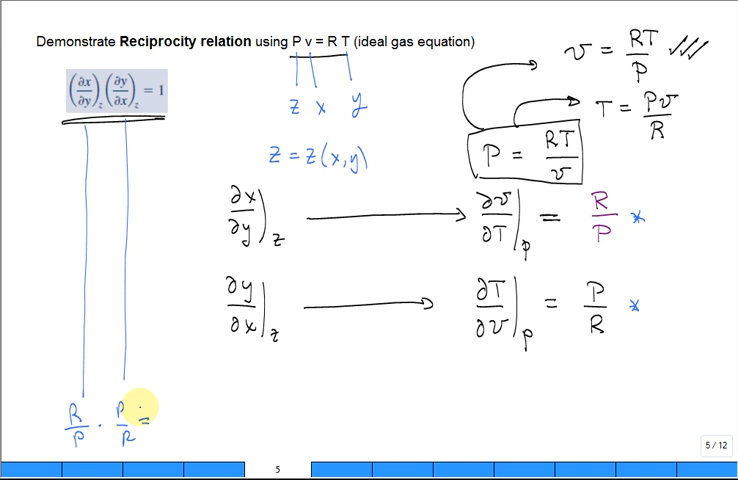 Demonstrate Reciprocity relation using P v = R T (ideal gas equation)
v = RT/P
(∂x/∂y)_z (∂y/∂x)_z = 1
z x y
T = Pv/R
z = z(x,y)
P = RT/v
∂x/∂y)_z → ∂v/∂T|_P = R/P *
∂y/∂x)_z → ∂T/∂v|_P = P/R *
R/P · P/R =
5
5 / 12